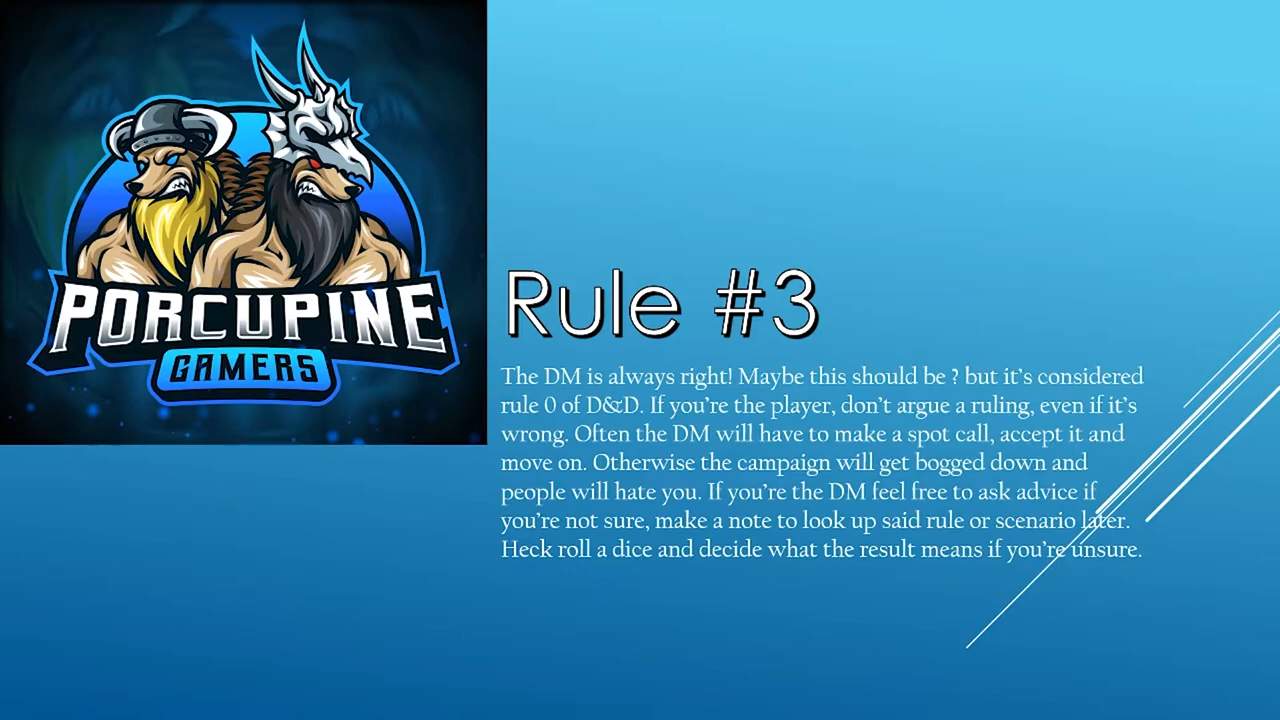 PORCUPINE
GAMERS
Rule #3
The DM is always right! Maybe this should be ? but it's considered
rule 0 of D&D. If you're the player, don't argue a ruling, even if it's
wrong. Often the DM will have to make a spot call, accept it and
move on. Otherwise the campaign will get bogged down and
people will hate you. If you're the DM feel free to ask advice if
you're not sure, make a note to look up said rule or scenario later.
Heck roll a dice and decide what the result means if you're unsure.